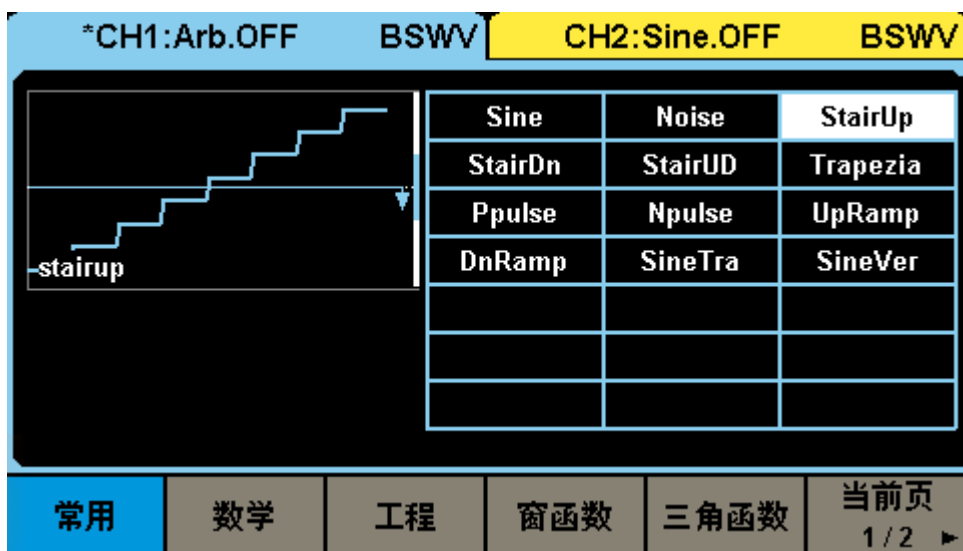 *CH1:Arb.OFF BSWV CH2:Sine.OFF BSWV
Sine Noise StairUp
StairDn StairUD Trapezia
Ppulse Npulse UpRamp
stairup DnRamp SineTra SineVer
常用 数学 工程 窗函数 三角函数 当前页
1/2 ►